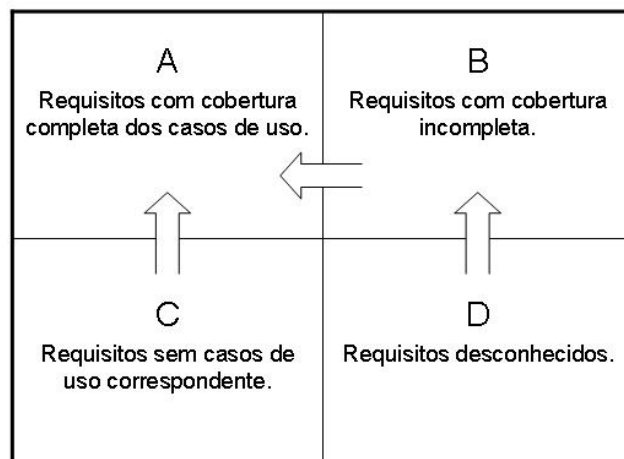 A
Requisitos com cobertura
completa dos casos de uso.
B
Requisitos com cobertura
incompleta.
C
Requisitos sem casos de
uso correspondente.
D
Requisitos desconhecidos.